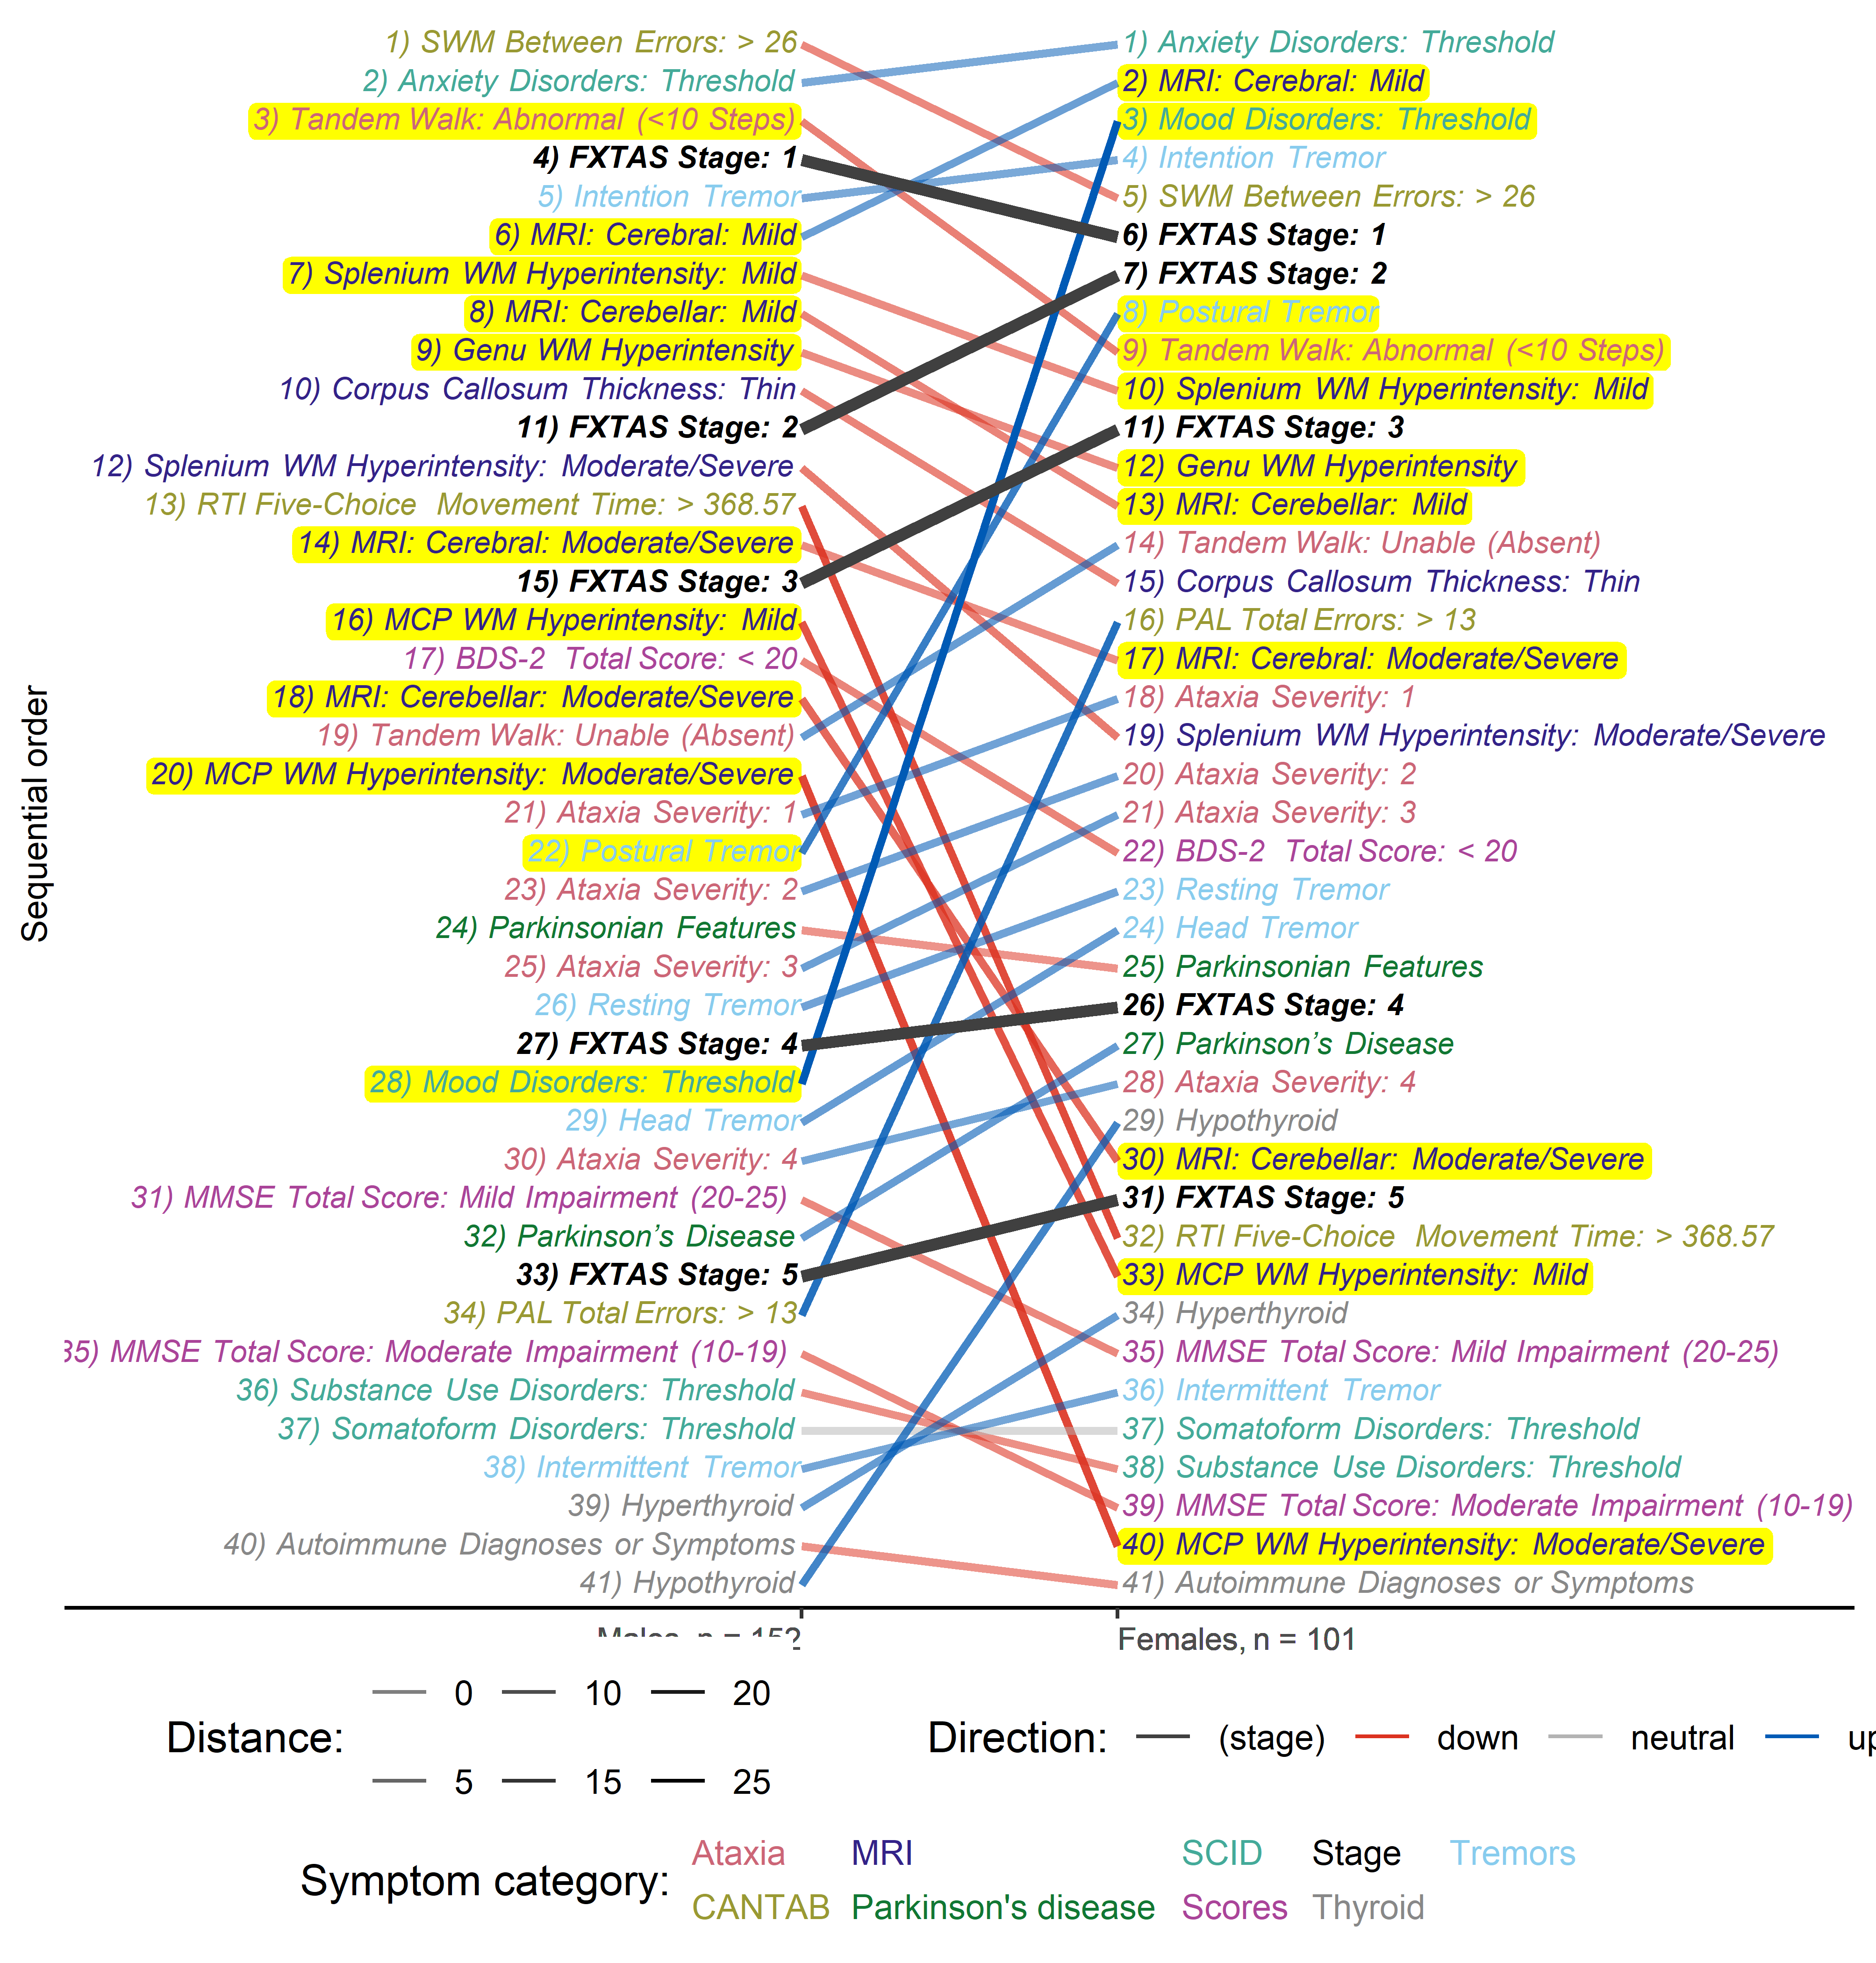 1) SWM Between Errors: > 26
2) Anxiety Disorders: Threshold
3) Tandem Walk: Abnormal (<10 Steps)
4) FXTAS Stage: 1
5) Intention Tremor
6) MRI: Cerebral: Mild
7) Splenium WM Hyperintensity: Mild
8) MRI: Cerebellar: Mild
9) Genu WM Hyperintensity
10) Corpus Callosum Thickness: Thin
11) FXTAS Stage: 2
12) Splenium WM Hyperintensity: Moderate/Severe
13) RTI Five-Choice Movement Time: > 368.57
14) MRI: Cerebral: Moderate/Severe
15) FXTAS Stage: 3
16) MCP WM Hyperintensity: Mild
17) BDS-2 Total Score: < 20
18) MRI: Cerebellar: Moderate/Severe
19) Tandem Walk: Unable (Absent)
20) MCP WM Hyperintensity: Moderate/Severe
21) Ataxia Severity: 1
22) Postural Tremor
23) Ataxia Severity: 2
24) Parkinsonian Features
25) Ataxia Severity: 3
26) Resting Tremor
27) FXTAS Stage: 4
28) Mood Disorders: Threshold
29) Head Tremor
30) Ataxia Severity: 4
31) MMSE Total Score: Mild Impairment (20-25)
32) Parkinson’s Disease
33) FXTAS Stage: 5
34) PAL Total Errors: > 13
35) MMSE Total Score: Moderate Impairment (10-19)
36) Substance Use Disorders: Threshold
37) Somatoform Disorders: Threshold
38) Intermittent Tremor
39) Hyperthyroid
40) Autoimmune Diagnoses or Symptoms
41) Hypothyroid
1) Anxiety Disorders: Threshold
2) MRI: Cerebral: Mild
3) Mood Disorders: Threshold
4) Intention Tremor
5) SWM Between Errors: > 26
6) FXTAS Stage: 1
7) FXTAS Stage: 2
8) Postural Tremor
9) Tandem Walk: Abnormal (<10 Steps)
10) Splenium WM Hyperintensity: Mild
11) FXTAS Stage: 3
12) Genu WM Hyperintensity
13) MRI: Cerebellar: Mild
14) Tandem Walk: Unable (Absent)
15) Corpus Callosum Thickness: Thin
16) PAL Total Errors: > 13
17) MRI: Cerebral: Moderate/Severe
18) Ataxia Severity: 1
19) Splenium WM Hyperintensity: Moderate/Severe
20) Ataxia Severity: 2
21) Ataxia Severity: 3
22) BDS-2 Total Score: < 20
23) Resting Tremor
24) Head Tremor
25) Parkinsonian Features
26) FXTAS Stage: 4
27) Parkinson’s Disease
28) Ataxia Severity: 4
29) Hypothyroid
30) MRI: Cerebellar: Moderate/Severe
31) FXTAS Stage: 5
32) RTI Five-Choice Movement Time: > 368.57
33) MCP WM Hyperintensity: Mild
34) Hyperthyroid
35) MMSE Total Score: Mild Impairment (20-25)
36) Intermittent Tremor
37) Somatoform Disorders: Threshold
38) Substance Use Disorders: Threshold
39) MMSE Total Score: Moderate Impairment (10-19)
40) MCP WM Hyperintensity: Moderate/Severe
41) Autoimmune Diagnoses or Symptoms
Sequential order
Males, n = 152
Females, n = 101
Distance:
0 10 20
5 15 25
Direction: (stage) down neutral up
Symptom category:
Ataxia MRI SCID Stage Tremors
CANTAB Parkinson's disease Scores Thyroid